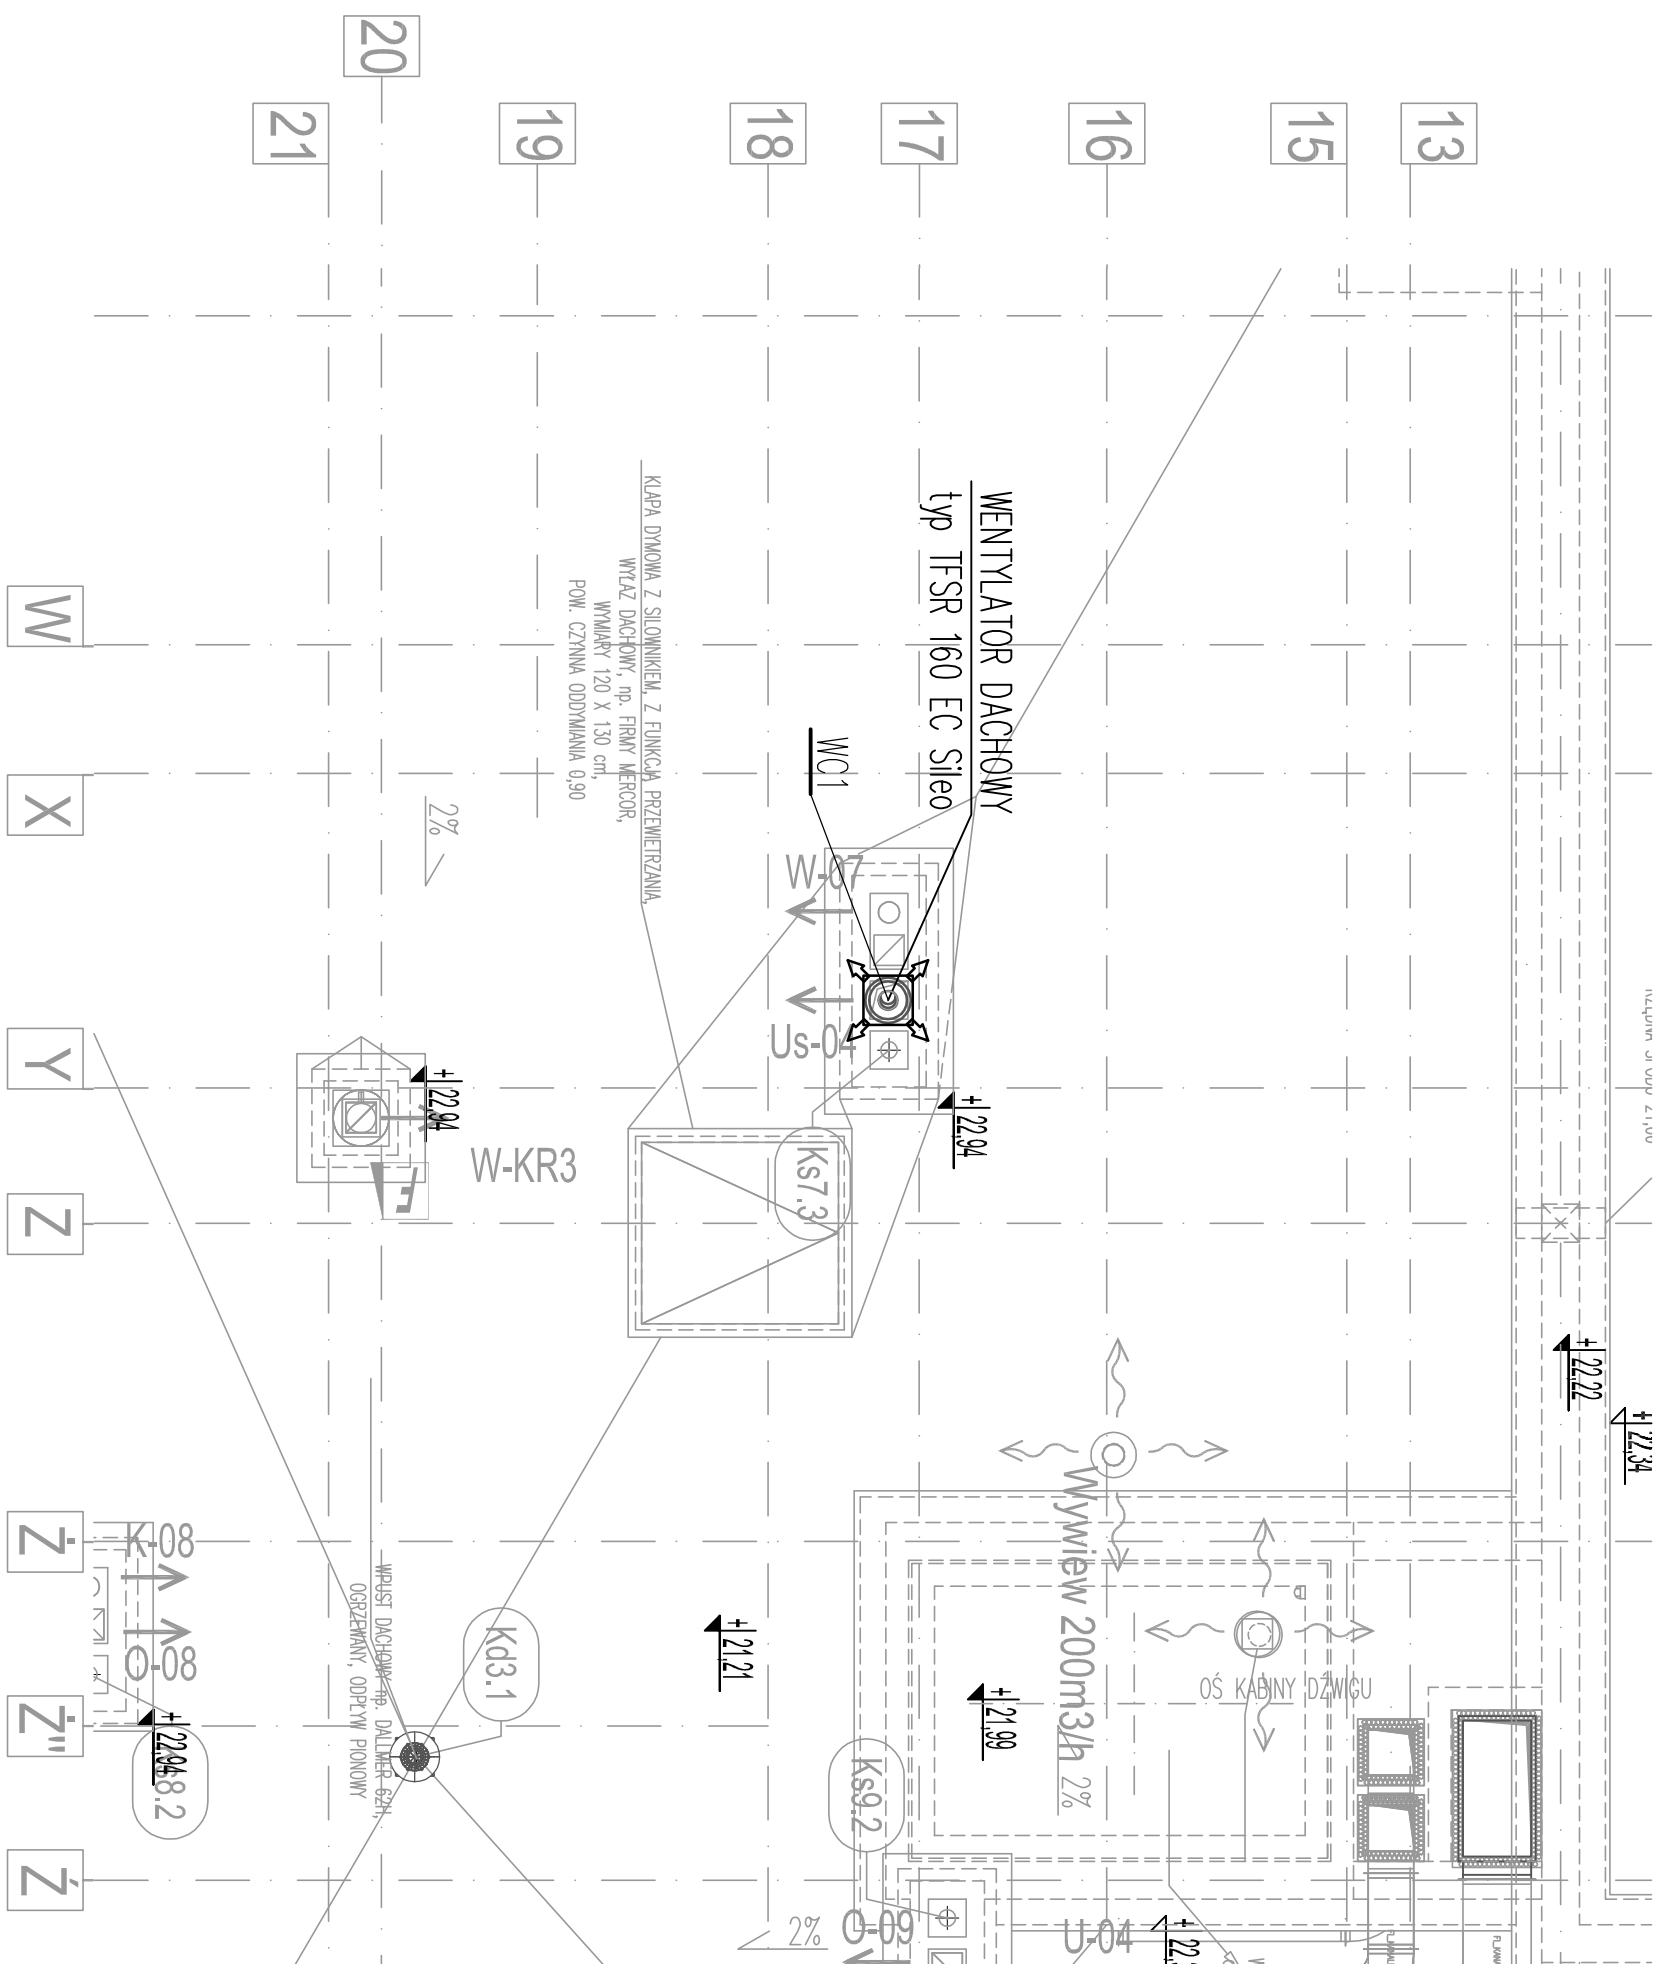 20
21
19
18
17
16
15
13
W
X
Y
Z
Ż
Ż"
Ź
WENTYLATOR DACHOWY
typ TFSR 160 EC Sileo
WC1
KLAPA DYMOWA Z SIŁOWNIKIEM, Z FUNKCJĄ PRZEWIETRZANIA,
WYŁAZ DACHOWY, np. FIRMY MERCOR,
WYMIARY 120 X 130 cm,
POW. CZYNNA ODDYMIANIA 0,90
2%
W-07
Us-04
+22,94
+22,94
W-KR3
F
Ks7.3
+22,22
+22,34
Wywiew 200m3/h
2%
OŚ KABINY DŹWIGU
+21,99
+21,21
K-08
O-08
+22,94
WPUST DACHOWY np. DALLMER 62H,
OGRZEWANY, ODPŁYW PIONOWY
Kd3.1
Ks9.2
2%
O-09
U-04